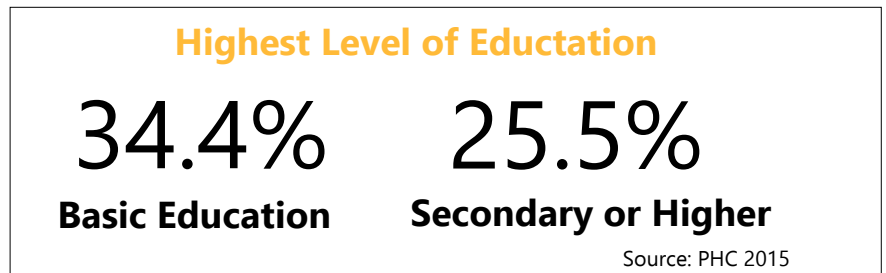 Highest Level of Eductation
34.4% 25.5%
Basic Education Secondary or Higher
Source: PHC 2015